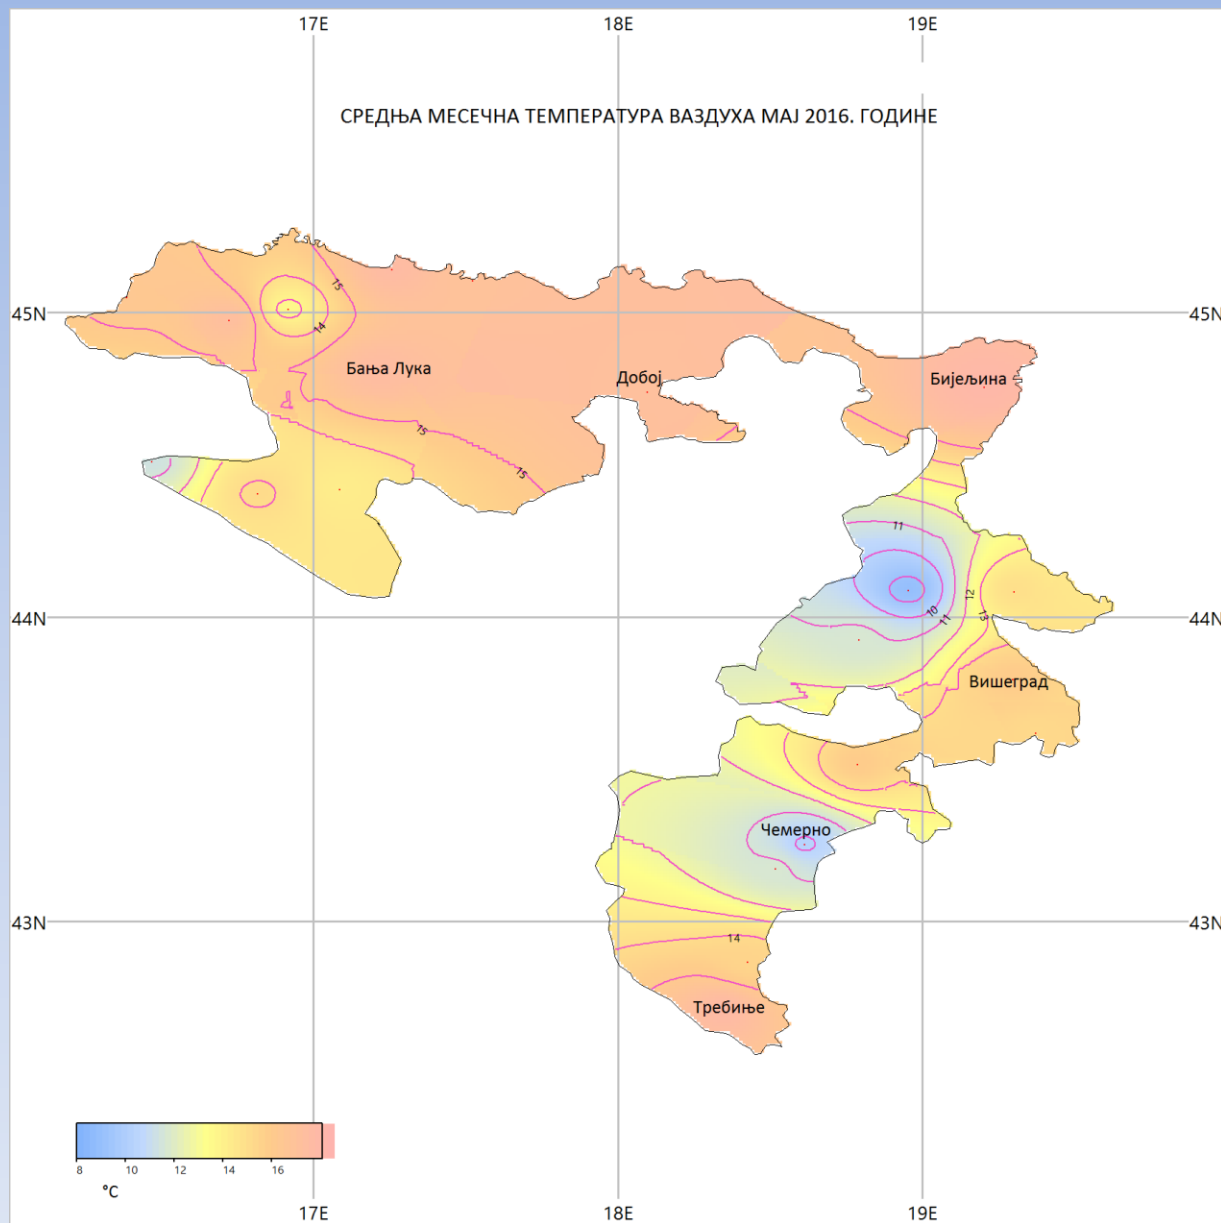 17E 18E 19E
СРЕДЊА МЕСЕЧНА ТЕМПЕРАТУРА ВАЗДУХА МАЈ 2016. ГОДИНЕ
15
45N 45N
14
Бања Лука
Добој
Бијељина
15
15
11
12
10
11
13
44N 44N
Вишеград
Чемерно
43N 43N
14
Требиње
8 10 12 14 16
°C
17E 18E 19E